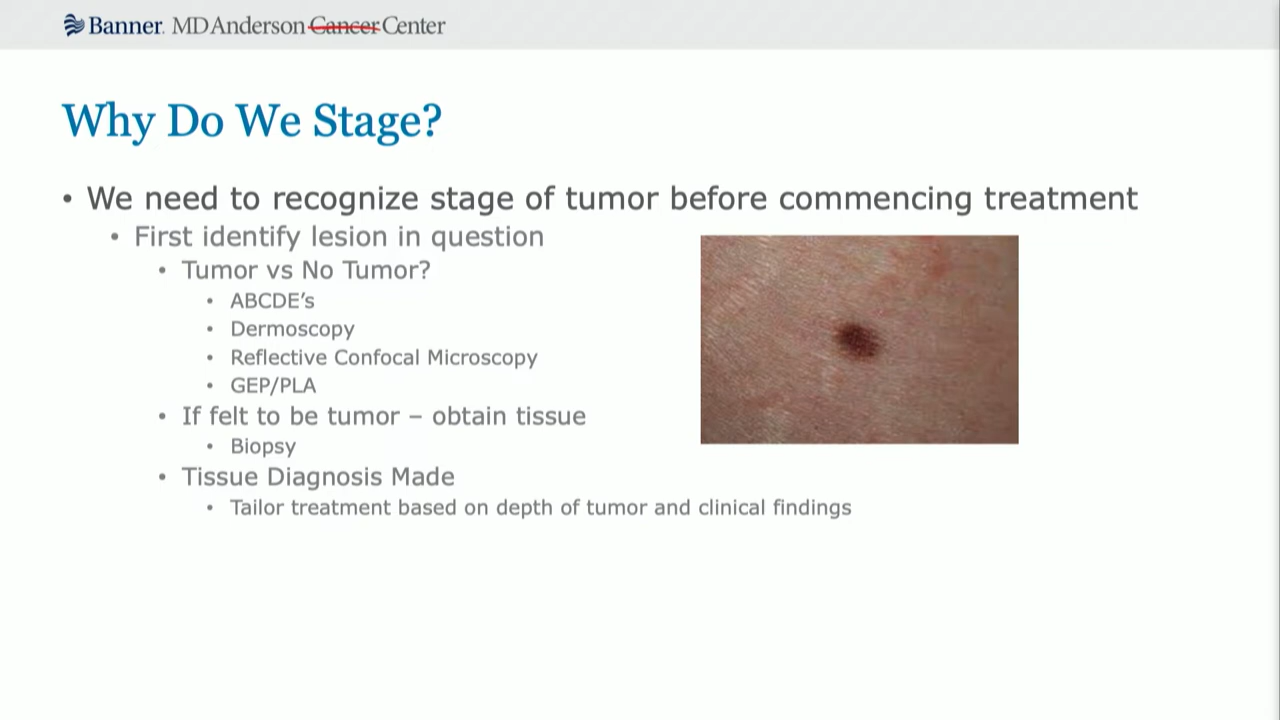 Banner. MD Anderson Cancer Center
Why Do We Stage?
• We need to recognize stage of tumor before commencing treatment
• First identify lesion in question
• Tumor vs No Tumor?
• ABCDE’s
• Dermoscopy
• Reflective Confocal Microscopy
• GEP/PLA
• If felt to be tumor – obtain tissue
• Biopsy
• Tissue Diagnosis Made
• Tailor treatment based on depth of tumor and clinical findings